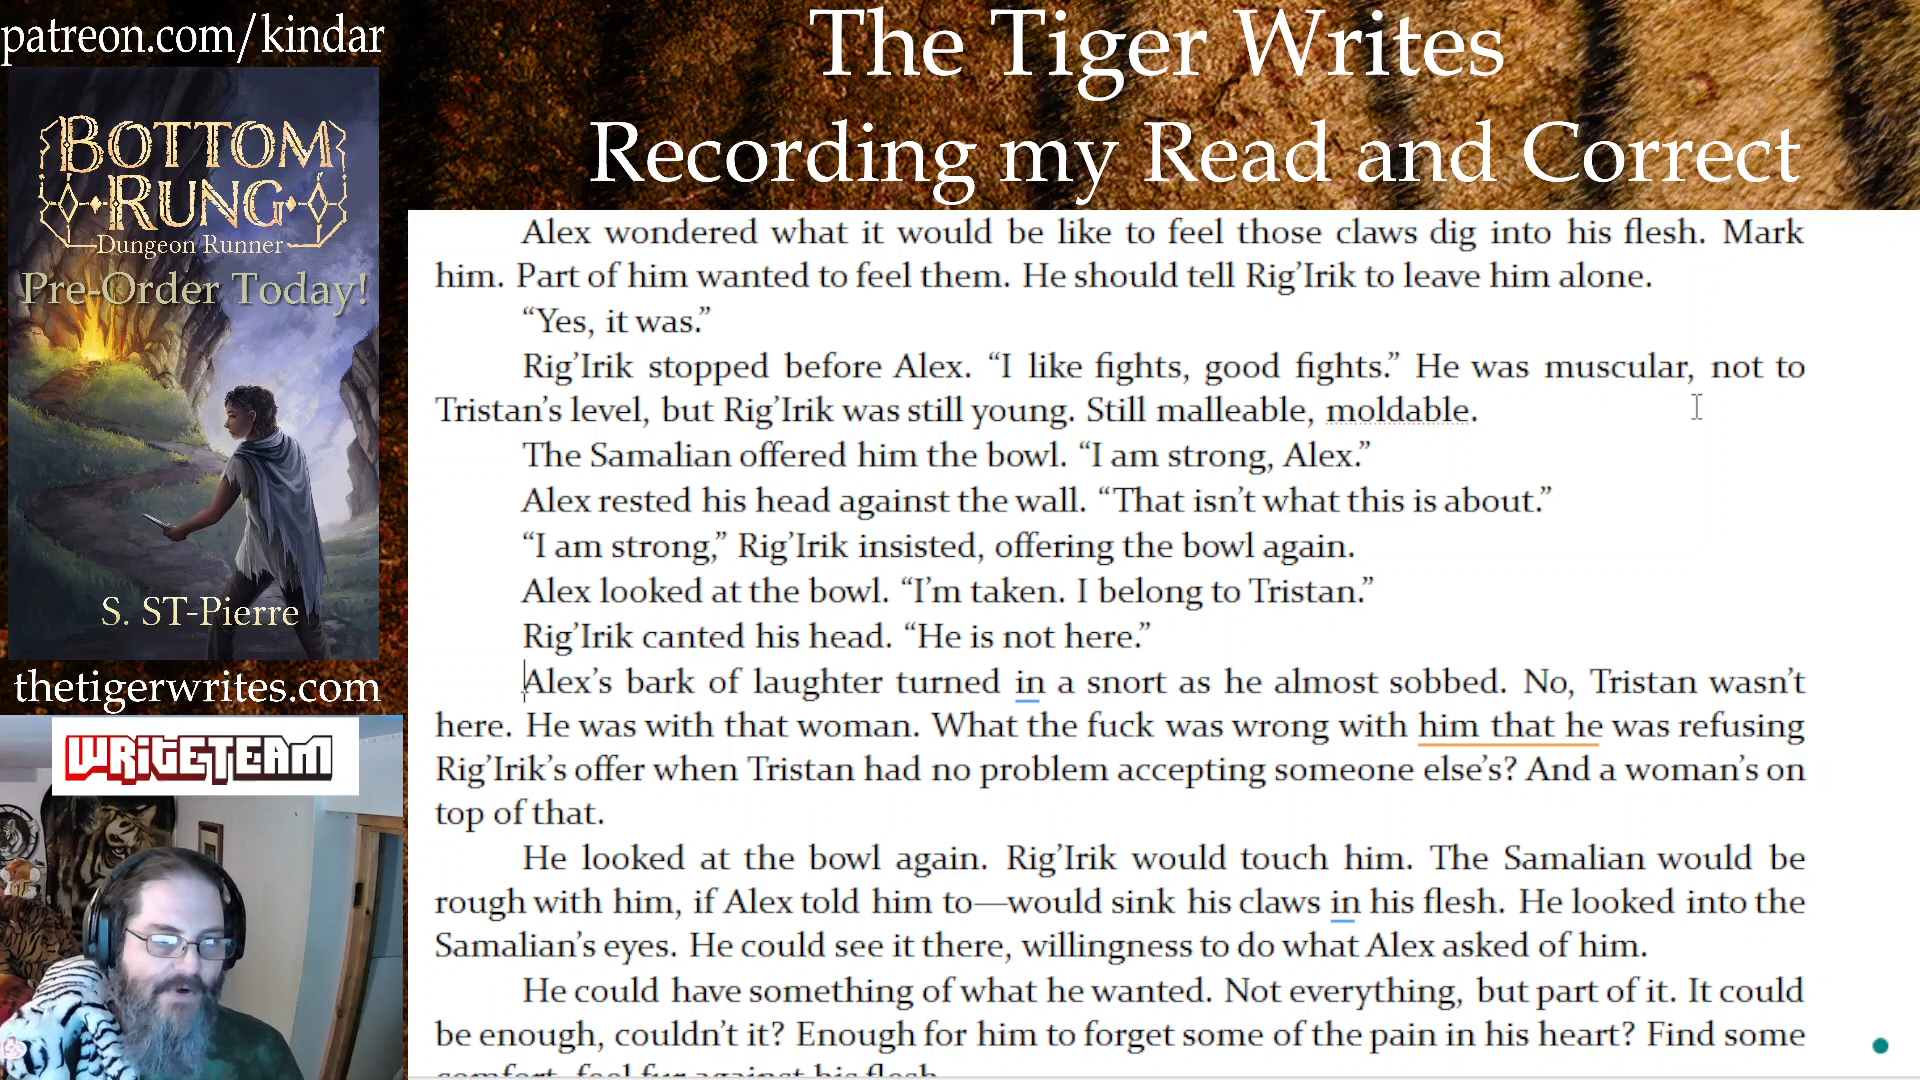 patreon.com/kindar
The Tiger Writes
Recording my Read and Correct
BOTTOM
RUNG
Dungeon Runner
Pre-Order Today!
S. ST-Pierre
thetigerwrites.com
WRITETEAM
Alex wondered what it would be like to feel those claws dig into his flesh. Mark
him. Part of him wanted to feel them. He should tell Rig’Irik to leave him alone.
“Yes, it was.”
Rig’Irik stopped before Alex. “I like fights, good fights.” He was muscular, not to
Tristan’s level, but Rig’Irik was still young. Still malleable, moldable.
The Samalian offered him the bowl. “I am strong, Alex.”
Alex rested his head against the wall. “That isn’t what this is about.”
“I am strong,” Rig’Irik insisted, offering the bowl again.
Alex looked at the bowl. “I’m taken. I belong to Tristan.”
Rig’Irik canted his head. “He is not here.”
Alex’s bark of laughter turned in a snort as he almost sobbed. No, Tristan wasn’t
here. He was with that woman. What the fuck was wrong with him that he was refusing
Rig’Irik’s offer when Tristan had no problem accepting someone else’s? And a woman’s on
top of that.
He looked at the bowl again. Rig’Irik would touch him. The Samalian would be
rough with him, if Alex told him to—would sink his claws in his flesh. He looked into the
Samalian’s eyes. He could see it there, willingness to do what Alex asked of him.
He could have something of what he wanted. Not everything, but part of it. It could
be enough, couldn’t it? Enough for him to forget some of the pain in his heart? Find some
comfort, feel fur against his flesh